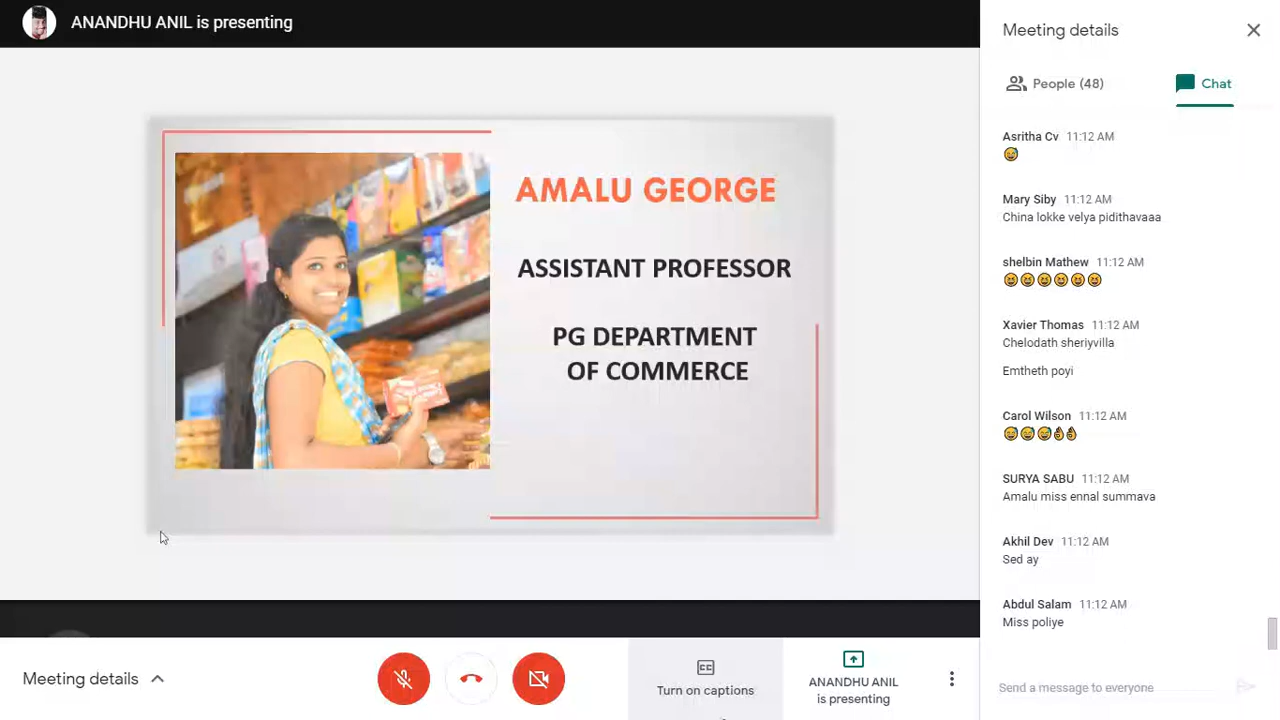 ANANDHU ANIL is presenting
AMALU GEORGE
ASSISTANT PROFESSOR
PG DEPARTMENT
OF COMMERCE
Meeting details
People (48)
Chat
Asritha Cv 11:12 AM
😅
Mary Siby 11:12 AM
China lokke velya pidithavaaa
shelbin Mathew 11:12 AM
😆😆😆😆😆😆
Xavier Thomas 11:12 AM
Chelodath sheriyvilla
Emtheth poyi
Carol Wilson 11:12 AM
😅😅😅👌👌
SURYA SABU 11:12 AM
Amalu miss ennal summava
Akhil Dev 11:12 AM
Sed ay
Abdul Salam 11:12 AM
Miss poliye
Send a message to everyone
Meeting details
Turn on captions
ANANDHU ANIL
is presenting